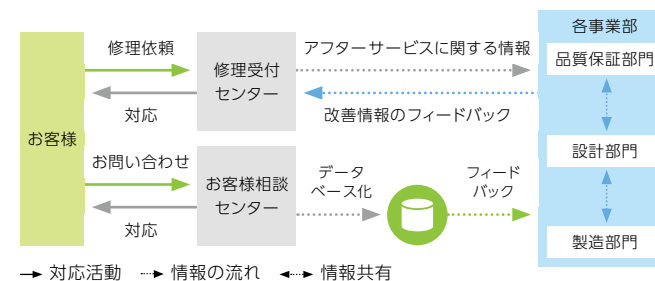 各事業部
修理依頼
アフターサービスに関する情報
品質保証部門
修理受付
センター
対応
改善情報のフィードバック
お客様
お問い合わせ
設計部門
お客様相談
センター
データ
ベース化
フィード
バック
対応
製造部門
対応活動
情報の流れ
情報共有